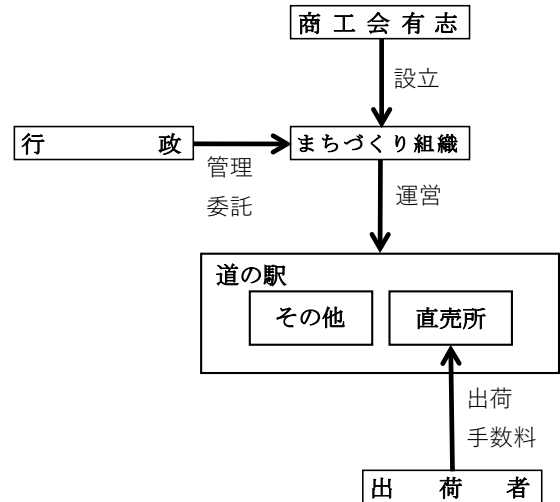 商工会有志
設立
行政
まちづくり組織
管理
委託
運営
道の駅
その他
直売所
出荷
手数料
出荷者